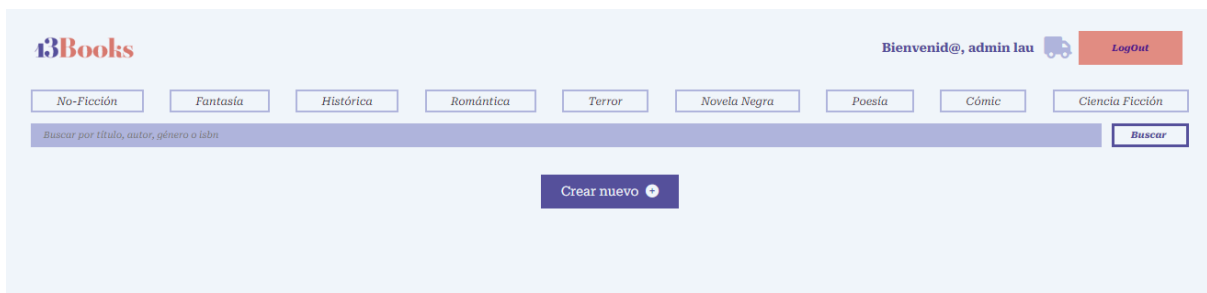 13Books
Bienvenid@, admin lau
LogOut
No-Ficción
Fantasía
Histórica
Romántica
Terror
Novela Negra
Poesía
Cómic
Ciencia Ficción
Buscar por título, autor, género o isbn
Buscar
Crear nuevo